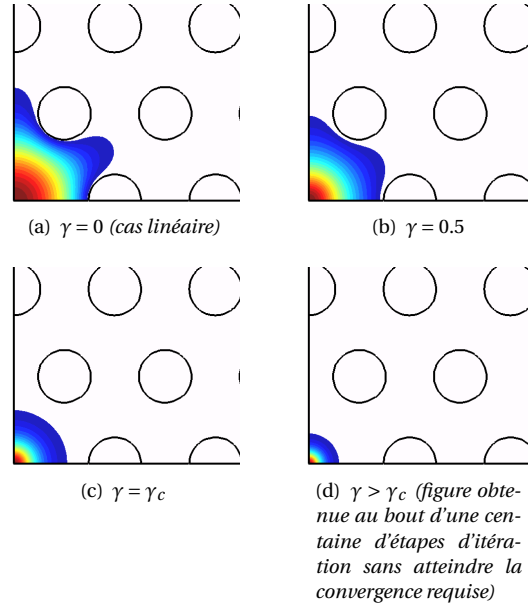 (a) γ = 0 (cas linéaire)
(b) γ = 0.5
(c) γ = γc
(d) γ > γc (figure obte-
nue au bout d'une cen-
taine d'étapes d'itéra-
tion sans atteindre la
convergence requise)